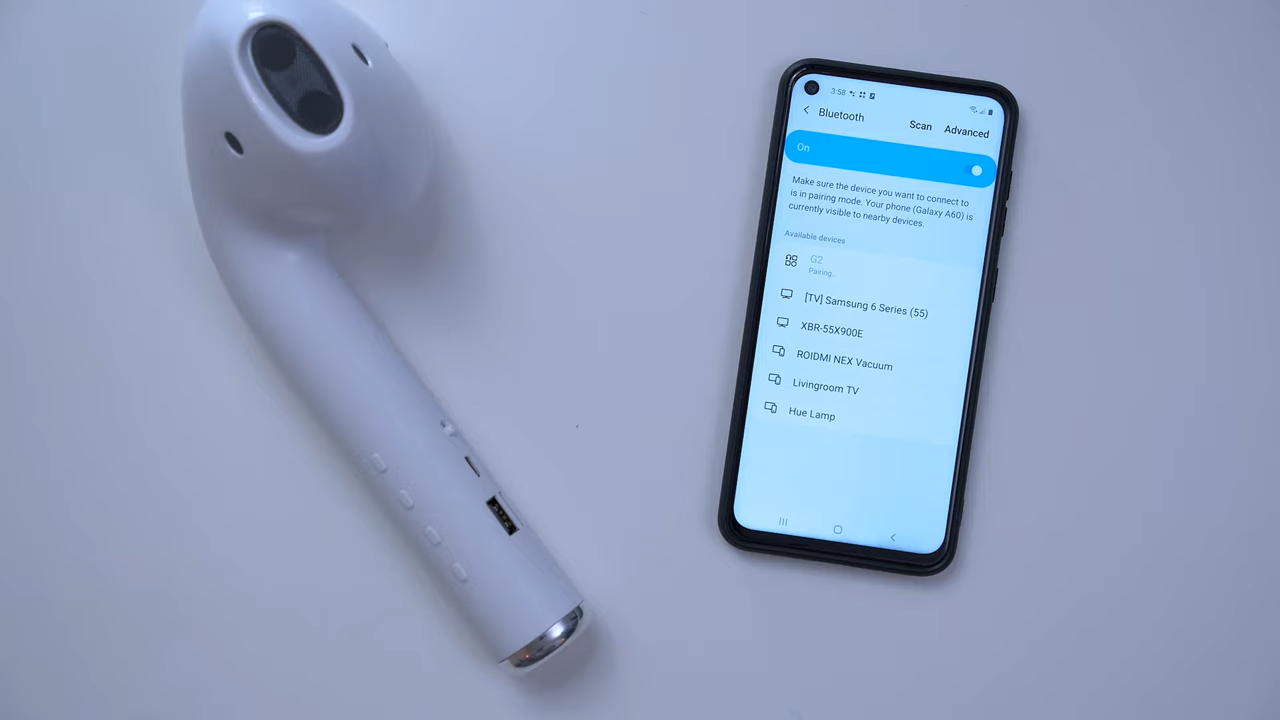 3:58
Bluetooth
Scan
Advanced
On
Make sure the device you want to connect to
is in pairing mode. Your phone (Galaxy A60) is
currently visible to nearby devices.
Available devices
G2
Pairing...
[TV] Samsung 6 Series (55)
XBR-55X900E
ROIDMI NEX Vacuum
Livingroom TV
Hue Lamp